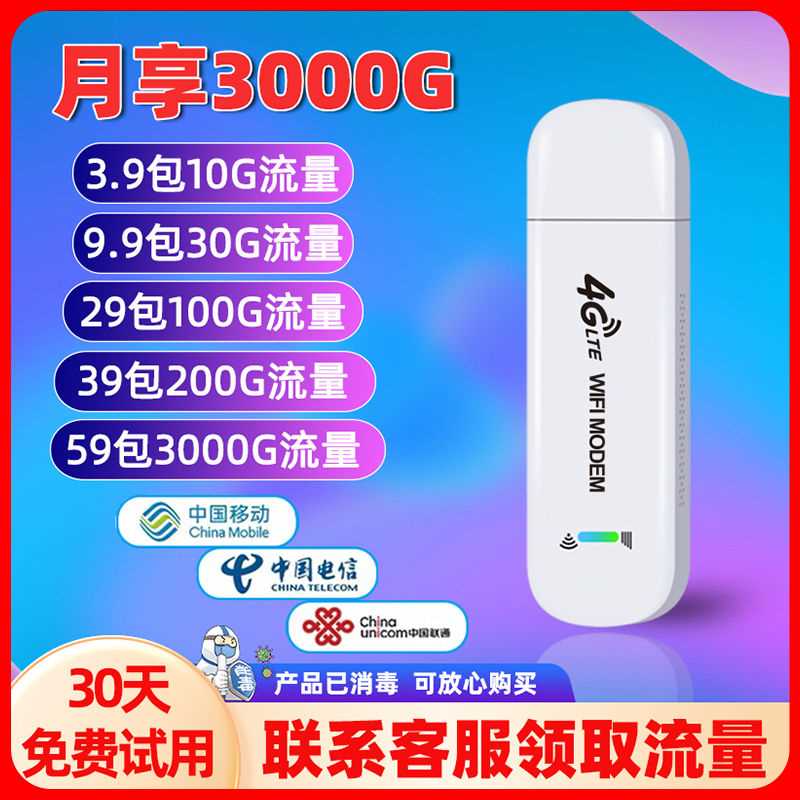 月享3000G
3.9包10G流量
9.9包30G流量
29包100G流量
39包200G流量
59包3000G流量
4G LTE WIFI MODEM
中国移动
China Mobile
中国电信
CHINA TELECOM
China
unicom中国联通
产品已消毒 可放心购买
30天
免费试用
联系客服领取流量